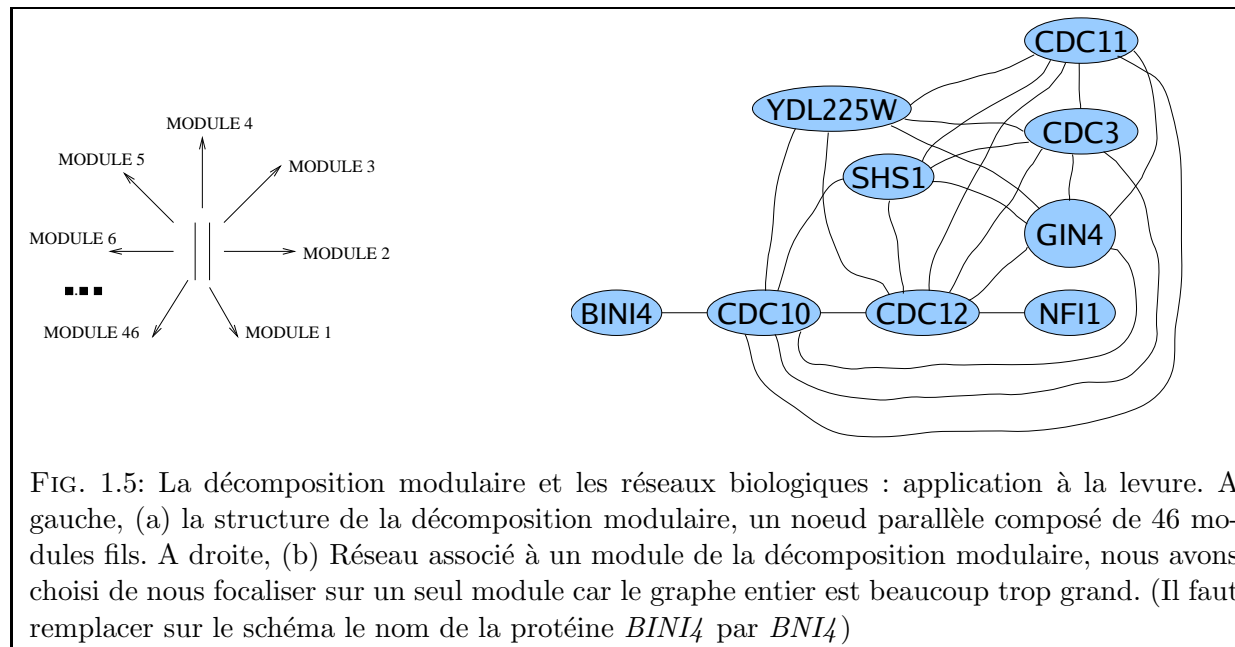 MODULE 4
MODULE 5
MODULE 3
MODULE 6
MODULE 2
MODULE 46
MODULE 1
CDC11
YDL225W
CDC3
SHS1
GIN4
BINI4
CDC10
CDC12
NFI1
FIG. 1.5: La décomposition modulaire et les réseaux biologiques : application à la levure. A
gauche, (a) la structure de la décomposition modulaire, un noeud parallèle composé de 46 mo-
dules fils. A droite, (b) Réseau associé à un module de la décomposition modulaire, nous avons
choisi de nous focaliser sur un seul module car le graphe entier est beaucoup trop grand. (Il faut
remplacer sur le schéma le nom de la protéine BINI4 par BNI4)